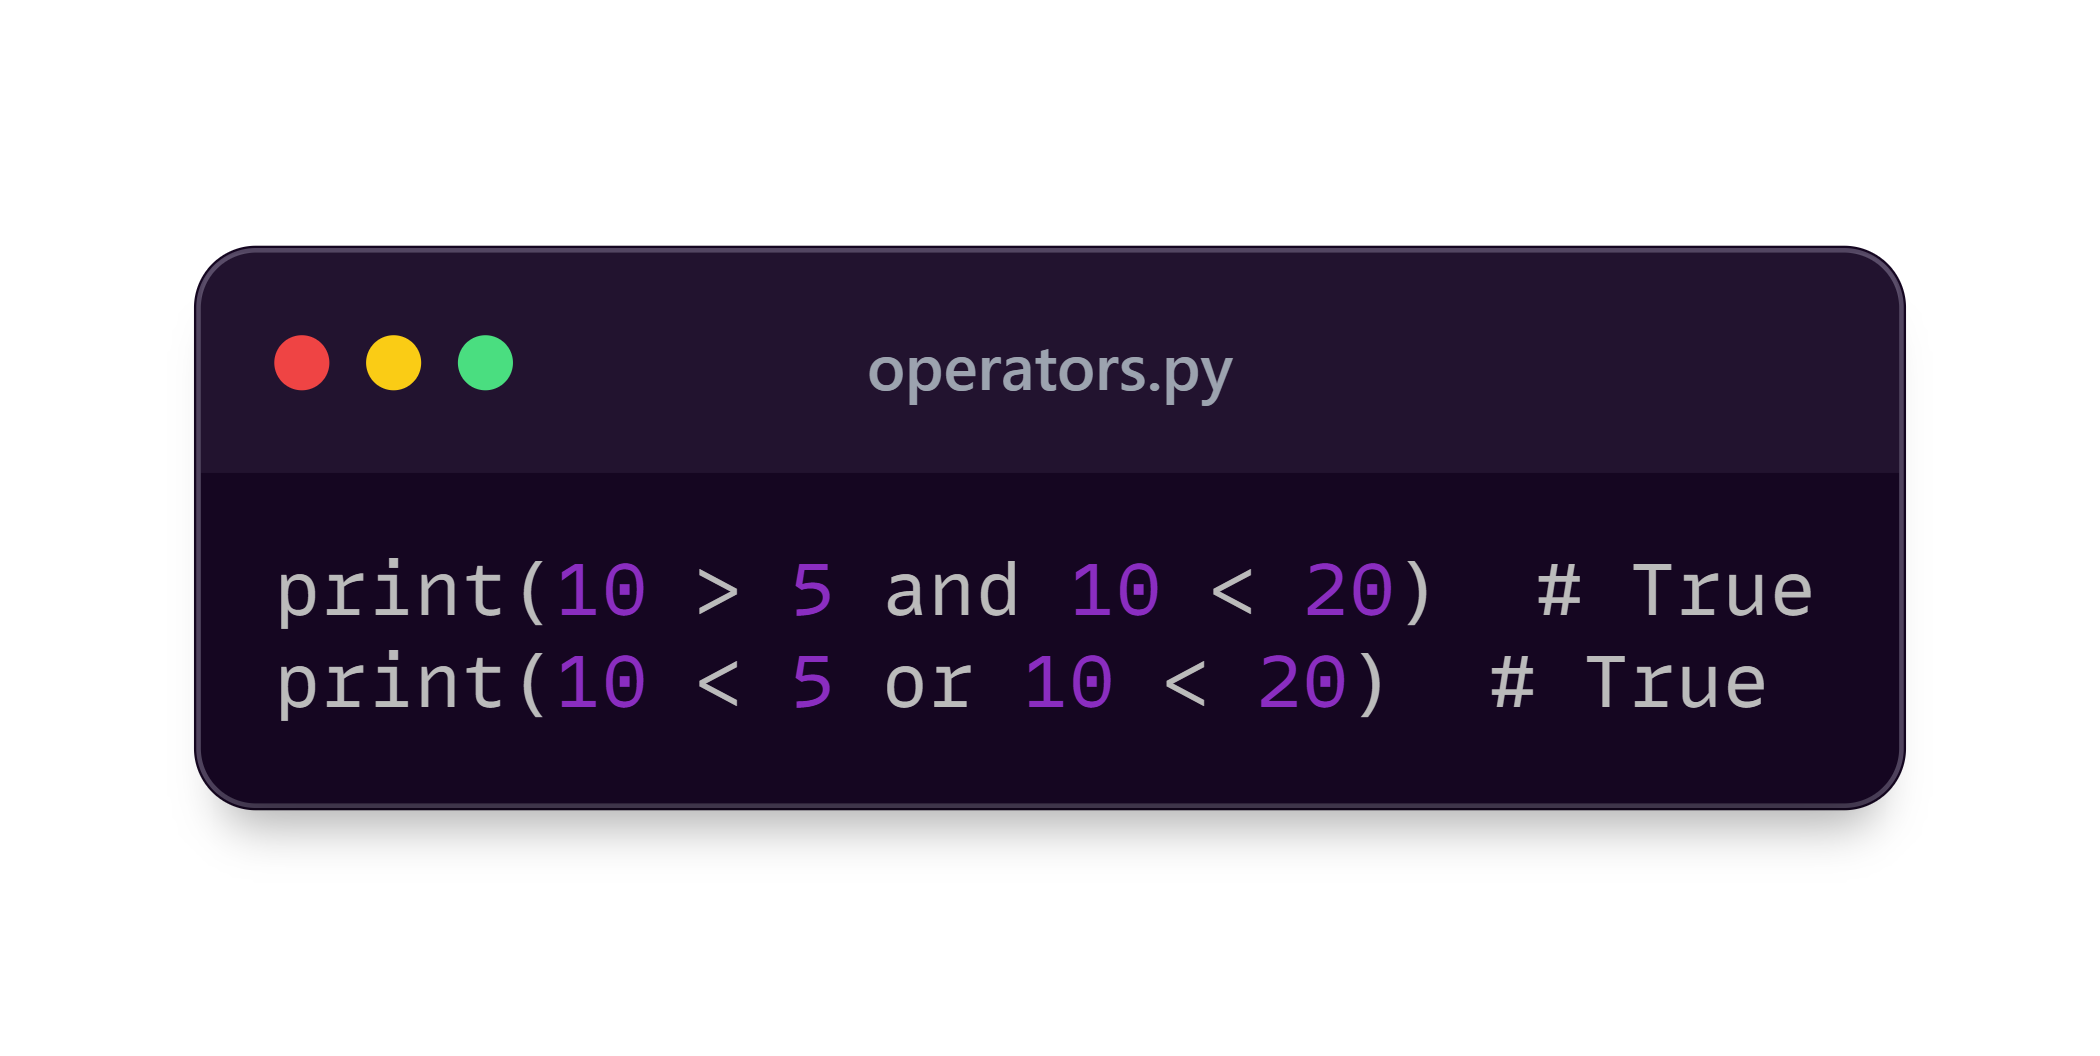 operators.py
print(10 > 5 and 10 < 20)  # True
print(10 < 5 or 10 < 20)  # True